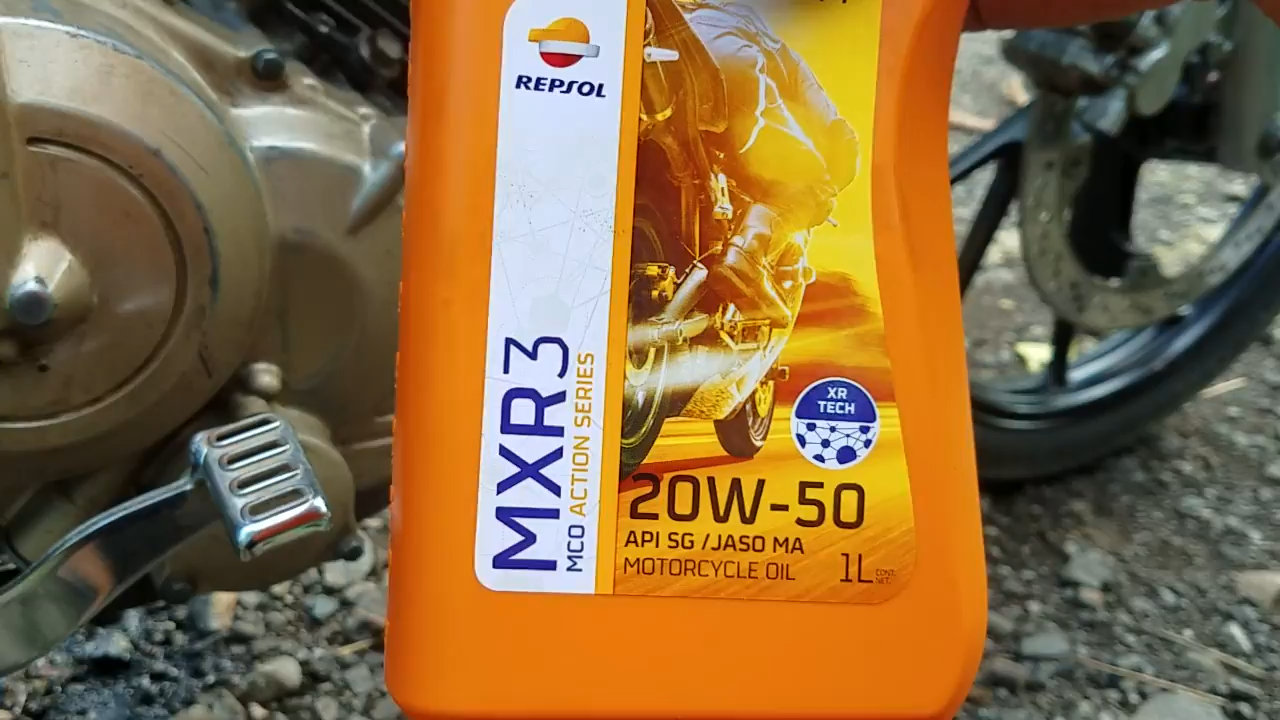 REPSOL
MXR3
MCO ACTION SERIES
XR
TECH
20W-50
API SG /JASO MA
MOTORCYCLE OIL
1L
CONT.
NET.